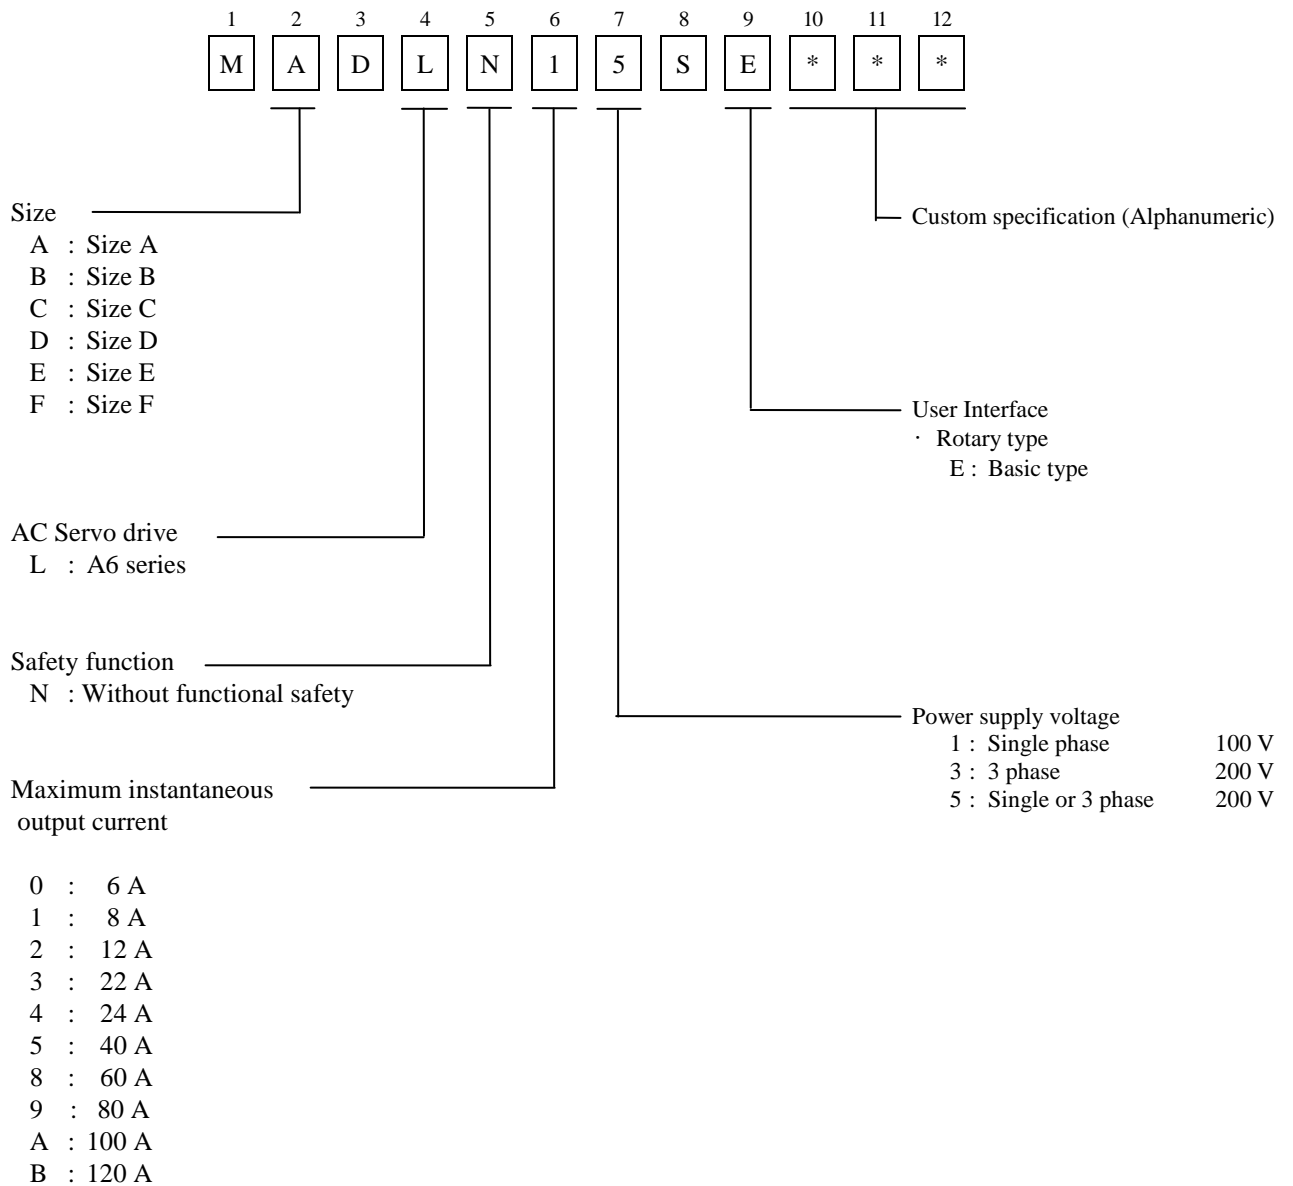 1 2 3 4 5 6 7 8 9 10 11 12
M A D L N 1 5 S E * * *
Size
A : Size A
B : Size B
C : Size C
D : Size D
E : Size E
F : Size F
AC Servo drive
L : A6 series
Safety function
N : Without functional safety
Maximum instantaneous
output current
0 : 6 A
1 : 8 A
2 : 12 A
3 : 22 A
4 : 24 A
5 : 40 A
8 : 60 A
9 : 80 A
A : 100 A
B : 120 A
Custom specification (Alphanumeric)
User Interface
· Rotary type
E : Basic type
Power supply voltage
1 : Single phase 100 V
3 : 3 phase 200 V
5 : Single or 3 phase 200 V